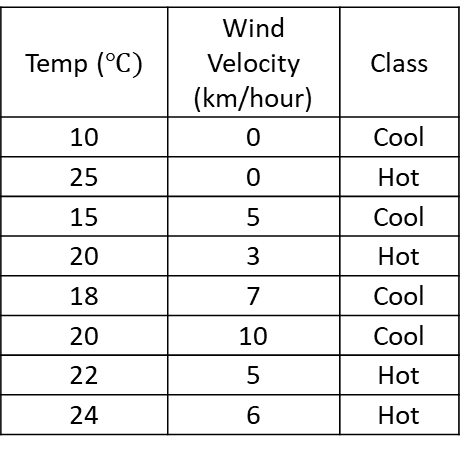 Temp (℃) Wind Velocity (km/hour) Class
10 0 Cool
25 0 Hot
15 5 Cool
20 3 Hot
18 7 Cool
20 10 Cool
22 5 Hot
24 6 Hot